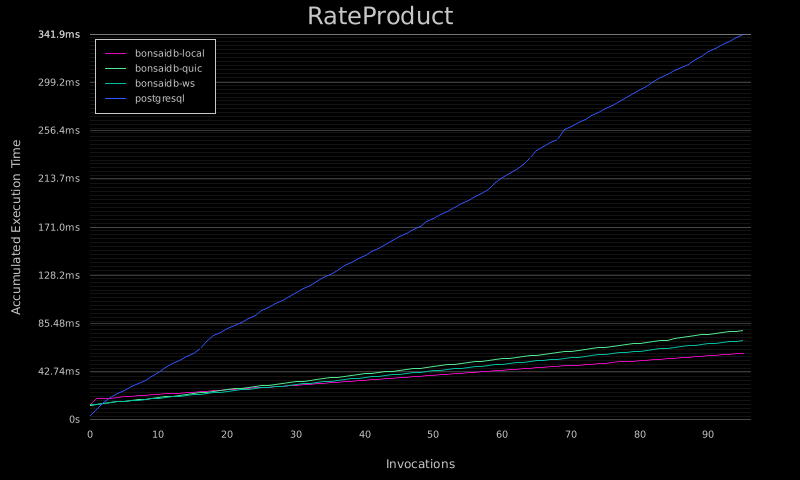 RateProduct
341.9ms
bonsaidb-local
bonsaidb-quic
bonsaidb-ws
postgresql
299.2ms
256.4ms
213.7ms
171.0ms
128.2ms
85.48ms
42.74ms
0s
Accumulated Execution Time
0 10 20 30 40 50 60 70 80 90
Invocations